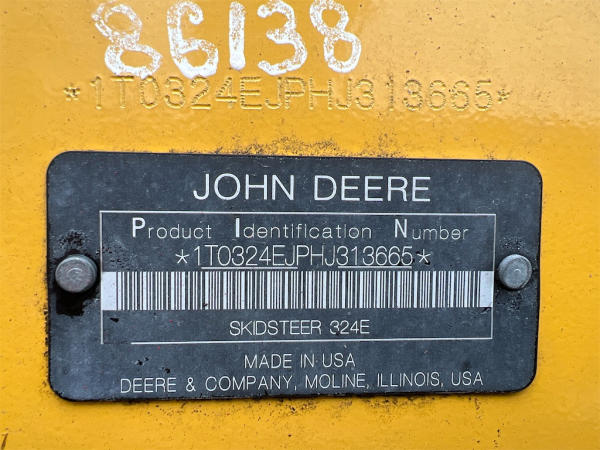 86138
*1T0324EJPHJ313665*
JOHN DEERE
Product Identification Number
*1T0324EJPHJ313665*
SKIDSTEER 324E
MADE IN USA
DEERE & COMPANY, MOLINE, ILLINOIS, USA